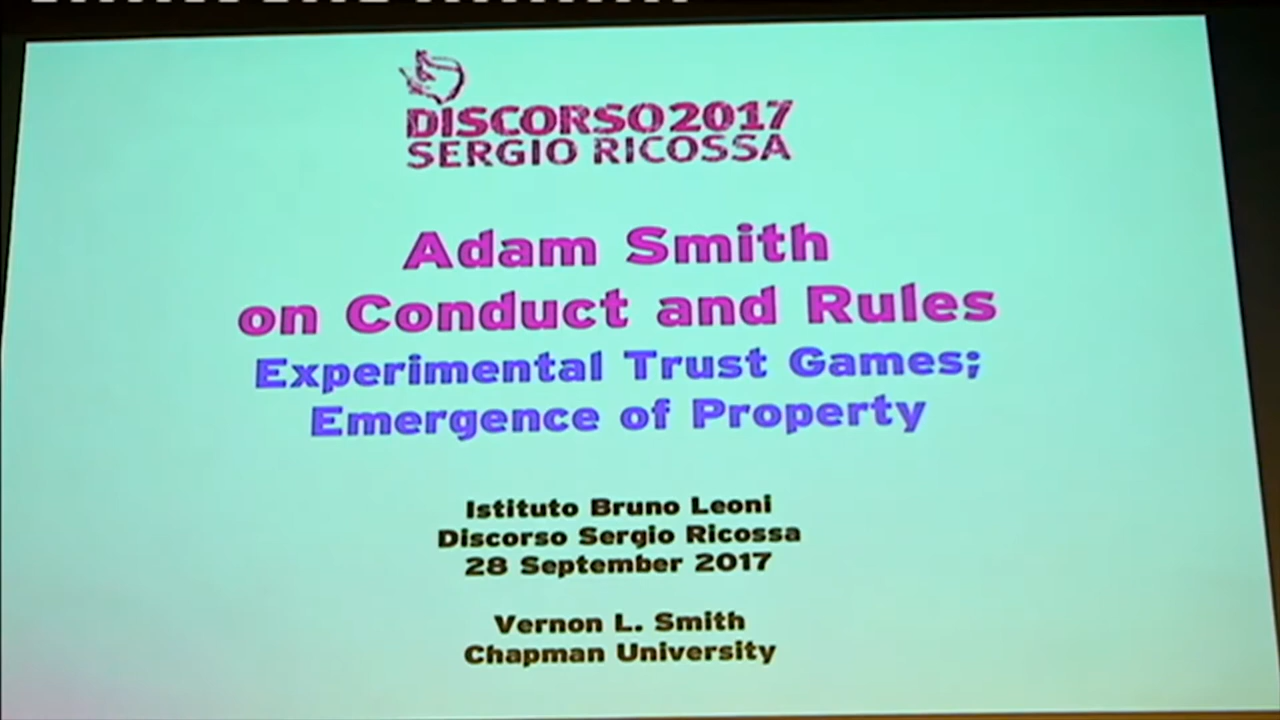 DISCORSO2017
SERGIO RICOSSA
Adam Smith
on Conduct and Rules
Experimental Trust Games;
Emergence of Property
Istituto Bruno Leoni
Discorso Sergio Ricossa
28 September 2017
Vernon L. Smith
Chapman University